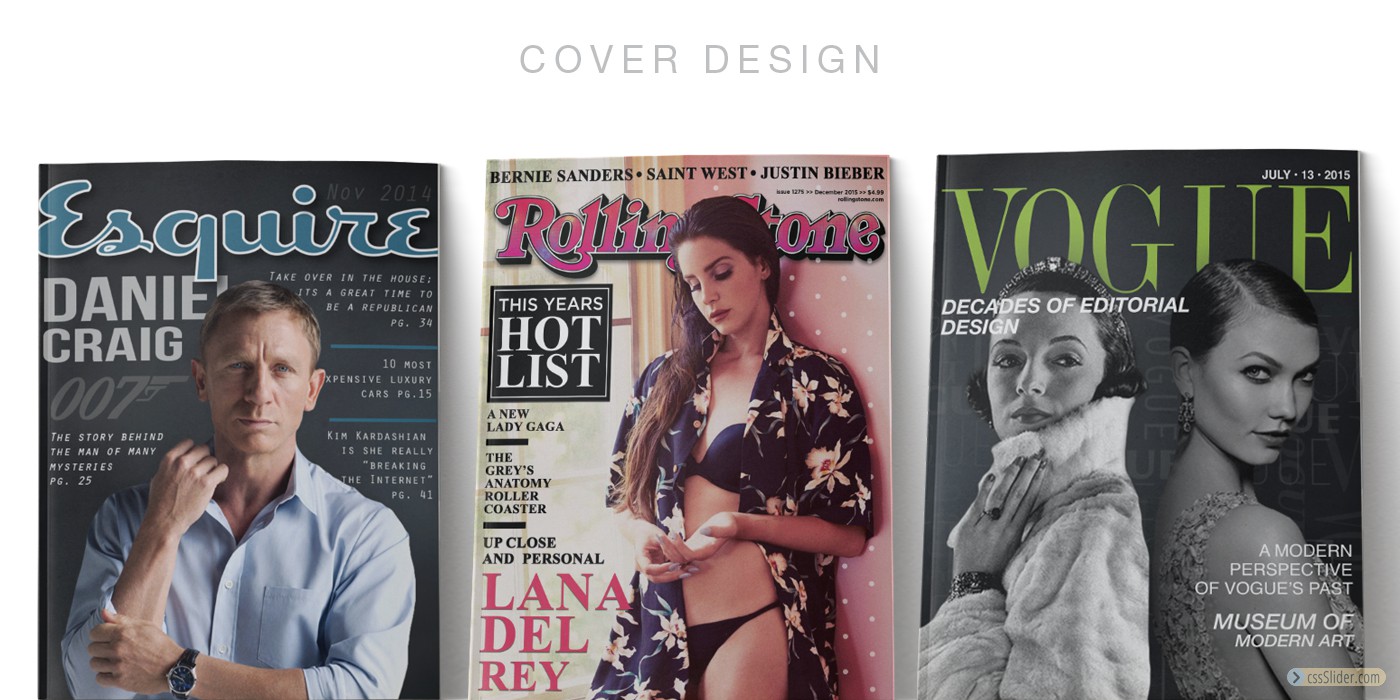 COVER DESIGN
Nov 2014
Esquire
DANIEL
CRAIG
007
THE STORY BEHIND
THE MAN OF MANY
MYSTERIES
PG. 25
TAKE OVER IN THE HOUSE;
ITS A GREAT TIME TO
BE A REPUBLICAN
PG. 34
10 MOST
XPENSIVE LUXURY
CARS PG.15
KIM KARDASHIAN
IS SHE REALLY
"BREAKING
THE INTERNET"
PG. 41
BERNIE SANDERS • SAINT WEST • JUSTIN BIEBER
Issue 1275 >> December 2015 >> $4.99
rollingstone.com
Rolling Stone
THIS YEARS
HOT
LIST
A NEW
LADY GAGA
THE
GREY'S
ANATOMY
ROLLER
COASTER
UP CLOSE
AND PERSONAL
LANA
DEL
REY
JULY • 13 • 2015
VOGUE
DECADES OF EDITORIAL
DESIGN
A MODERN
PERSPECTIVE
OF VOGUE'S PAST
MUSEUM OF
MODERN ART
cssSlider.com